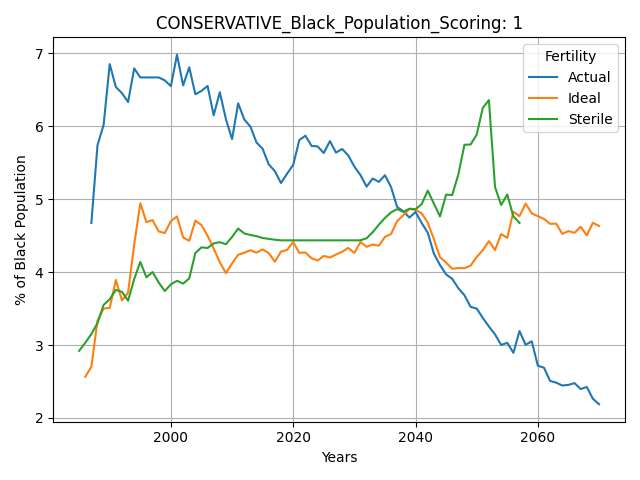 CONSERVATIVE_Black_Population_Scoring: 1
Fertility
Actual
Ideal
Sterile
% of Black Population
7
6
5
4
3
2
2000
2020
2040
2060
Years